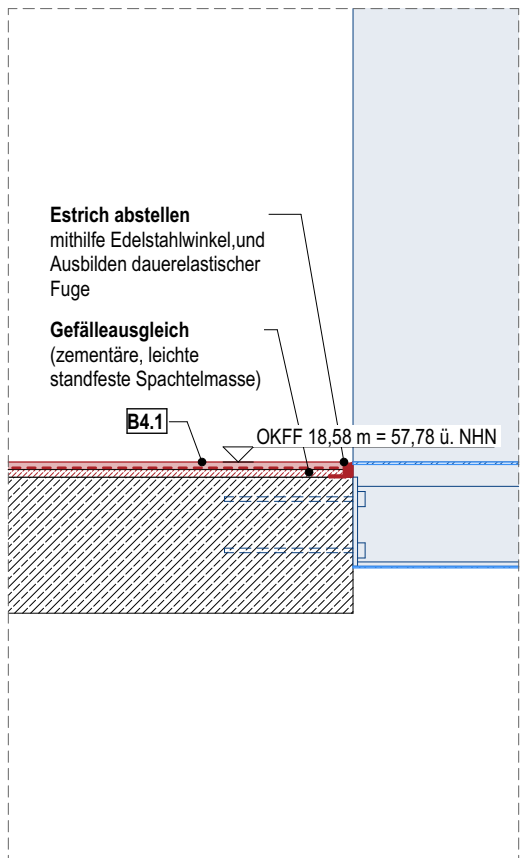 Estrich abstellen
mithilfe Edelstahlwinkel,und
Ausbilden dauerelastischer
Fuge
Gefälleausgleich
(zementäre, leichte
standfeste Spachtelmasse)
B4.1
OKFF 18,58 m = 57,78 ü. NHN